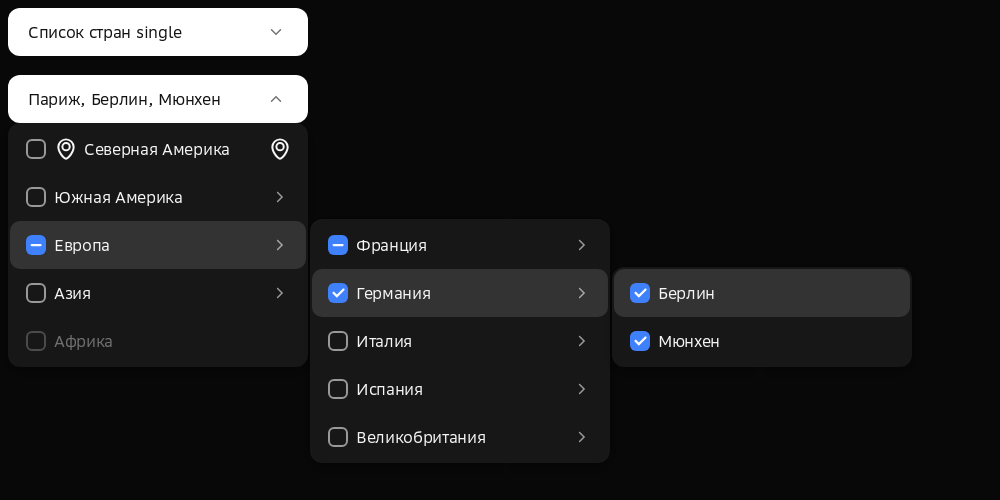 Список стран single
Париж, Берлин, Мюнхен
Северная Америка
Южная Америка
Европа
Азия
Африка
Франция
Германия
Италия
Испания
Великобритания
Берлин
Мюнхен